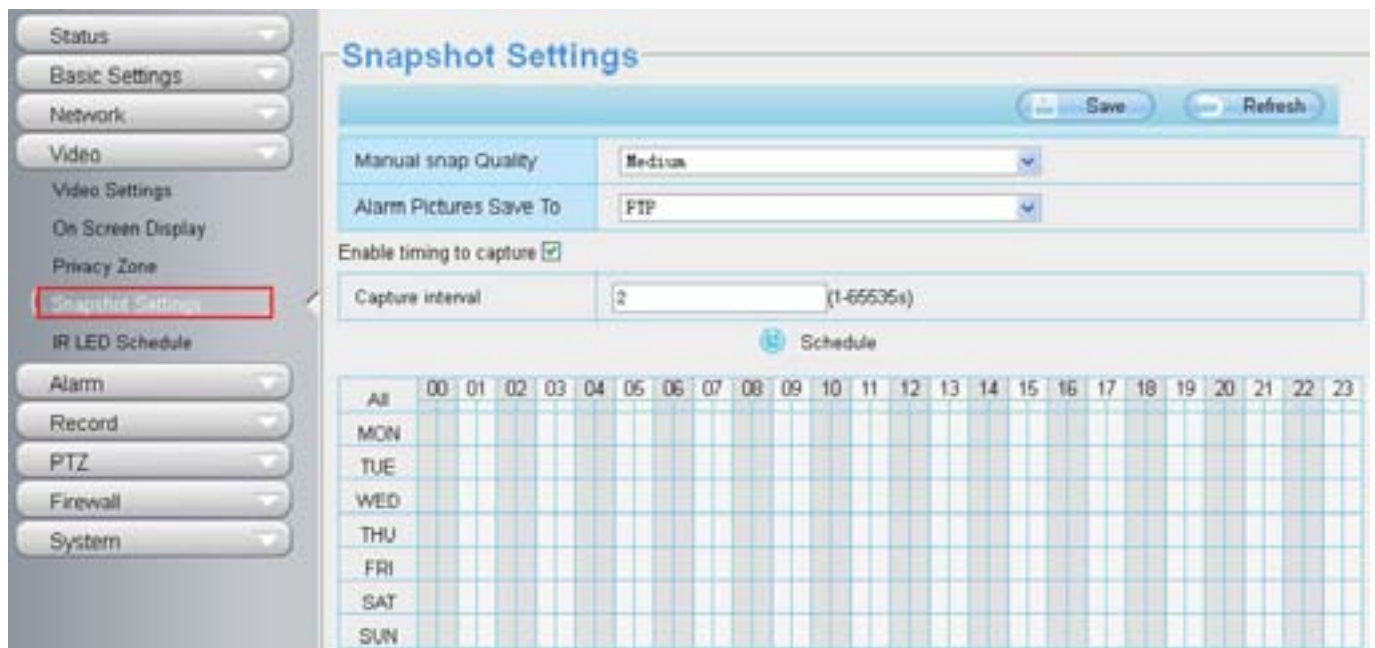 Status
Basic Settings
Network
Video
Video Settings
On Screen Display
Privacy Zone
Snapshot Settings
IR LED Schedule
Alarm
Record
PTZ
Firewall
System
Snapshot Settings
Save Refresh
Manual snap Quality Medium
Alarm Pictures Save To FTP
Enable timing to capture
Capture interval 2 (1-65535s)
Schedule
All 00 01 02 03 04 05 06 07 08 09 10 11 12 13 14 15 16 17 18 19 20 21 22 23
MON
TUE
WED
THU
FRI
SAT
SUN